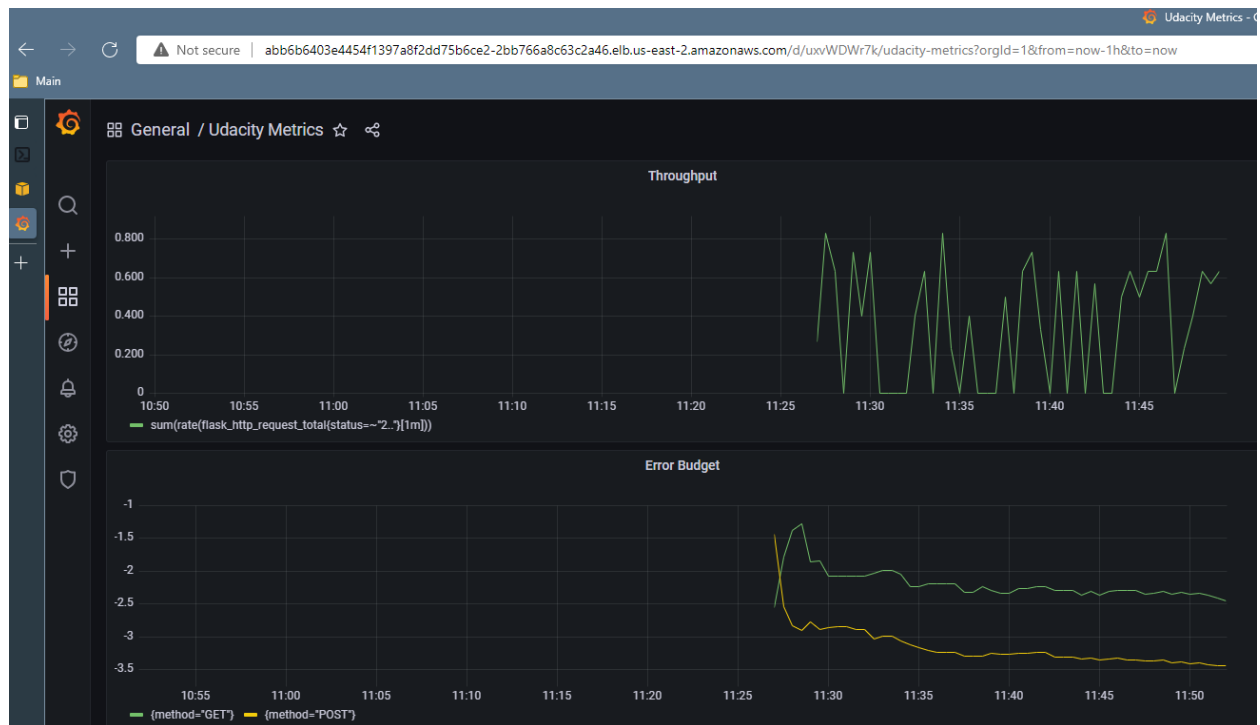 Udacity Metrics - G
Not secure abb6b6403e4454f1397a8f2dd75b6ce2-2bb766a8c63c2a46.elb.us-east-2.amazonaws.com/d/uxvWDWr7k/udacity-metrics?orgId=1&from=now-1h&to=now
Main
General / Udacity Metrics
Throughput
0.800
0.600
0.400
0.200
0
10:50 10:55 11:00 11:05 11:10 11:15 11:20 11:25 11:30 11:35 11:40 11:45
sum(rate(flask_http_request_total{status=~"2.."}[1m]))
Error Budget
-1
-1.5
-2
-2.5
-3
-3.5
10:55 11:00 11:05 11:10 11:15 11:20 11:25 11:30 11:35 11:40 11:45 11:50
{method="GET"} {method="POST"}